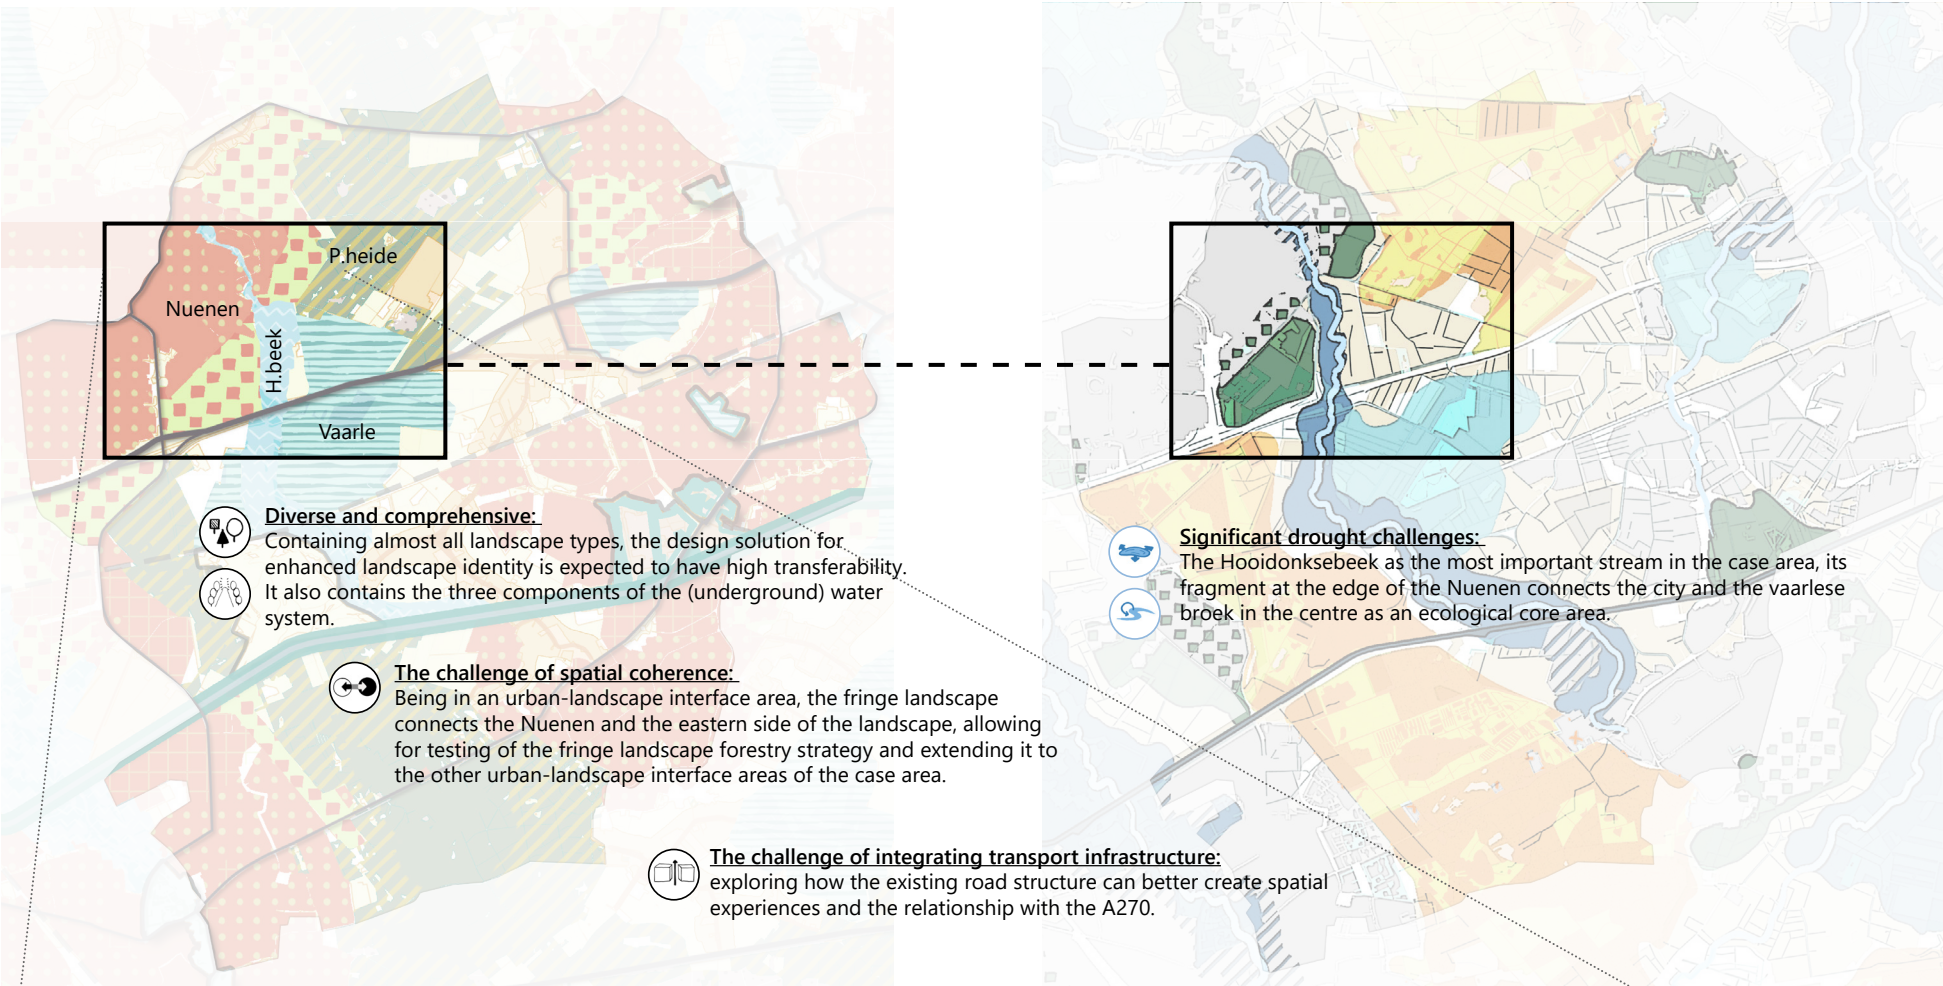 P.heide
Nuenen
H.beek
Vaarle
Diverse and comprehensive:
Containing almost all landscape types, the design solution for
enhanced landscape identity is expected to have high transferability.
It also contains the three components of the (underground) water
system.
The challenge of spatial coherence:
Being in an urban-landscape interface area, the fringe landscape
connects the Nuenen and the eastern side of the landscape, allowing
for testing of the fringe landscape forestry strategy and extending it to
the other urban-landscape interface areas of the case area.
The challenge of integrating transport infrastructure:
exploring how the existing road structure can better create spatial
experiences and the relationship with the A270.
Significant drought challenges:
The Hooidonksebeek as the most important stream in the case area, its
fragment at the edge of the Nuenen connects the city and the vaarlese
broek in the centre as an ecological core area.